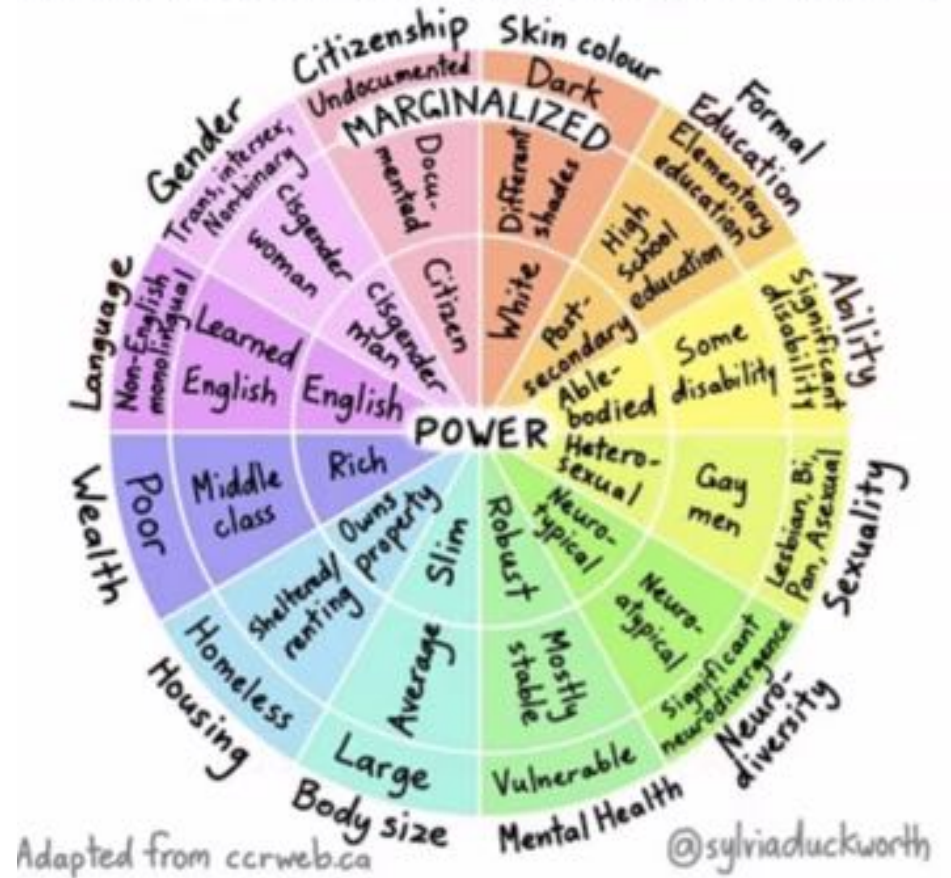 Citizenship
Undocumented
Docu-
mented
Citizen
Skin colour
Dark
Different
shades
White
Formal
Education
Elementary
education
High
school
education
Post-
secondary
Ability
Significant
disability
Some
disability
Able-
bodied
Sexuality
Lesbian, Bi,
Pan, Asexual
Gay
men
Hetero-
sexual
Neuro-
diversity
Significant
neurodivergence
Neuro-
atypical
Neuro-
typical
Mental Health
Vulnerable
Mostly
stable
Robust
Body size
Large
Average
Slim
Housing
Homeless
Sheltered/
renting
Owns
property
Wealth
Poor
Middle
class
Rich
Language
Non-English
monolingual
Learned
English
English
Gender
Trans, intersex,
Non-binary
Cisgender
woman
Cisgender
man
MARGINALIZED
POWER
Adapted from ccrweb.ca
@sylviaduckworth